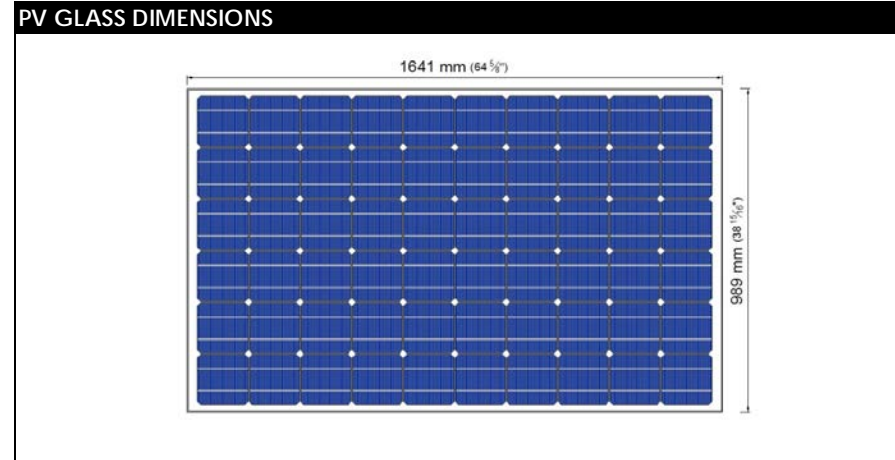 PV GLASS DIMENSIONS
1641 mm (64 ⅝")
989 mm (38 15⁄16")